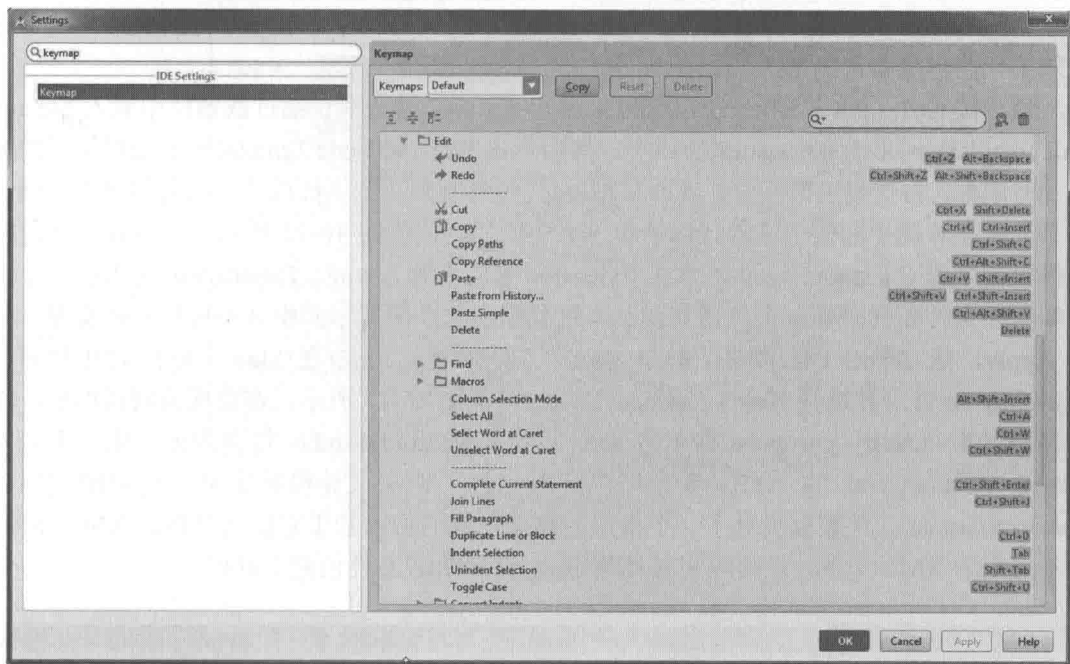 Settings
x
keymap
IDE Settings
Keymap
Keymap
Keymaps: Default Copy Reset Delete
Edit
Undo Ctrl+Z Alt+Backspace
Redo Ctrl+Shift+Z Alt+Shift+Backspace
Cut Ctrl+X Shift+Delete
Copy Ctrl+C Ctrl+Insert
Copy Paths Ctrl+Shift+C
Copy Reference Ctrl+Alt+Shift+C
Paste Ctrl+V Shift+Insert
Paste from History... Ctrl+Shift+V Ctrl+Shift+Insert
Paste Simple Ctrl+Alt+Shift+V
Delete Delete
Find
Macros
Column Selection Mode Alt+Shift+Insert
Select All Ctrl+A
Select Word at Caret Ctrl+W
Unselect Word at Caret Ctrl+Shift+W
Complete Current Statement Ctrl+Shift+Enter
Join Lines Ctrl+Shift+J
Fill Paragraph
Duplicate Line or Block Ctrl+D
Indent Selection Tab
Unindent Selection Shift+Tab
Toggle Case Ctrl+Shift+U
Convert Indents
OK Cancel Apply Help